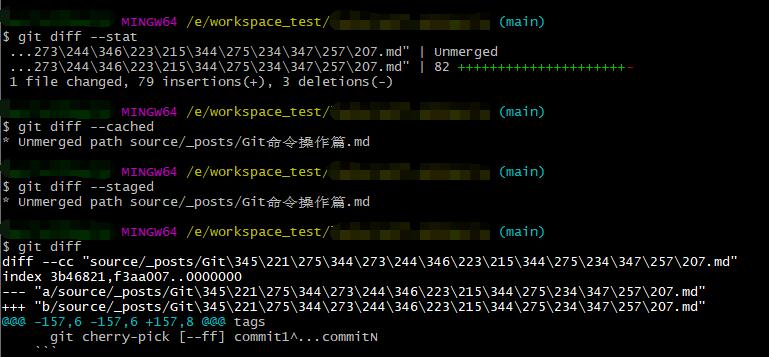 MINGW64 /e/workspace_test/ (main)
$ git diff --stat
...273\244\346\223\215\344\275\234\347\257\207.md" | Unmerged
...273\244\346\223\215\344\275\234\347\257\207.md" | 82 +++++++++++++++++++++-
1 file changed, 79 insertions(+), 3 deletions(-)
MINGW64 /e/workspace_test/ (main)
$ git diff --cached
* Unmerged path source/_posts/Git命令操作篇.md
MINGW64 /e/workspace_test/ (main)
$ git diff --staged
* Unmerged path source/_posts/Git命令操作篇.md
MINGW64 /e/workspace_test/ (main)
$ git diff
diff --cc "source/_posts/Git\345\221\275\344\273\244\346\223\215\344\275\234\347\257\207.md"
index 3b46821,f3aa007..0000000
--- "a/source/_posts/Git\345\221\275\344\273\244\346\223\215\344\275\234\347\257\207.md"
+++ "b/source/_posts/Git\345\221\275\344\273\244\346\223\215\344\275\234\347\257\207.md"
@@@ -157,6 -157,6 +157,8 @@@ tags
git cherry-pick [--ff] commit1^...commitN
```